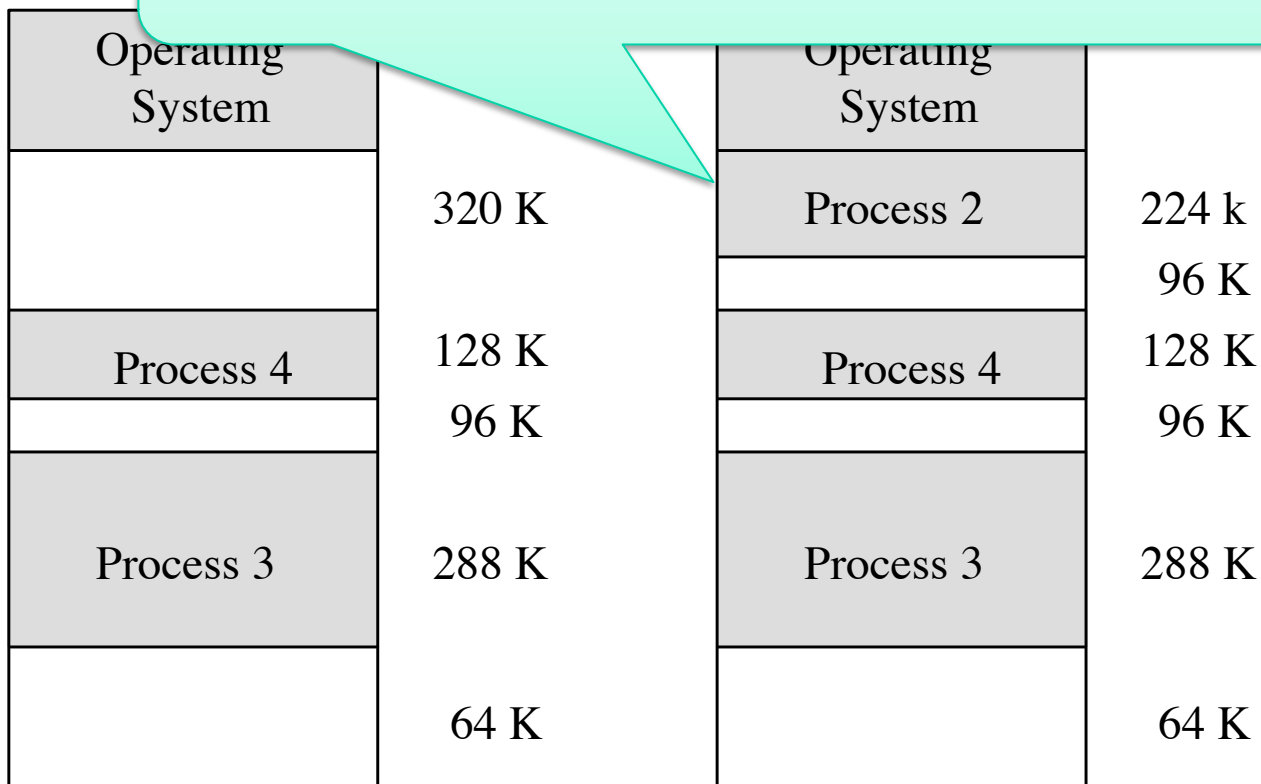 Operating
System
320 K
Process 4
128 K
96 K
Process 3
288 K
64 K
Operating
System
Process 2
224 k
96 K
Process 4
128 K
96 K
Process 3
288 K
64 K